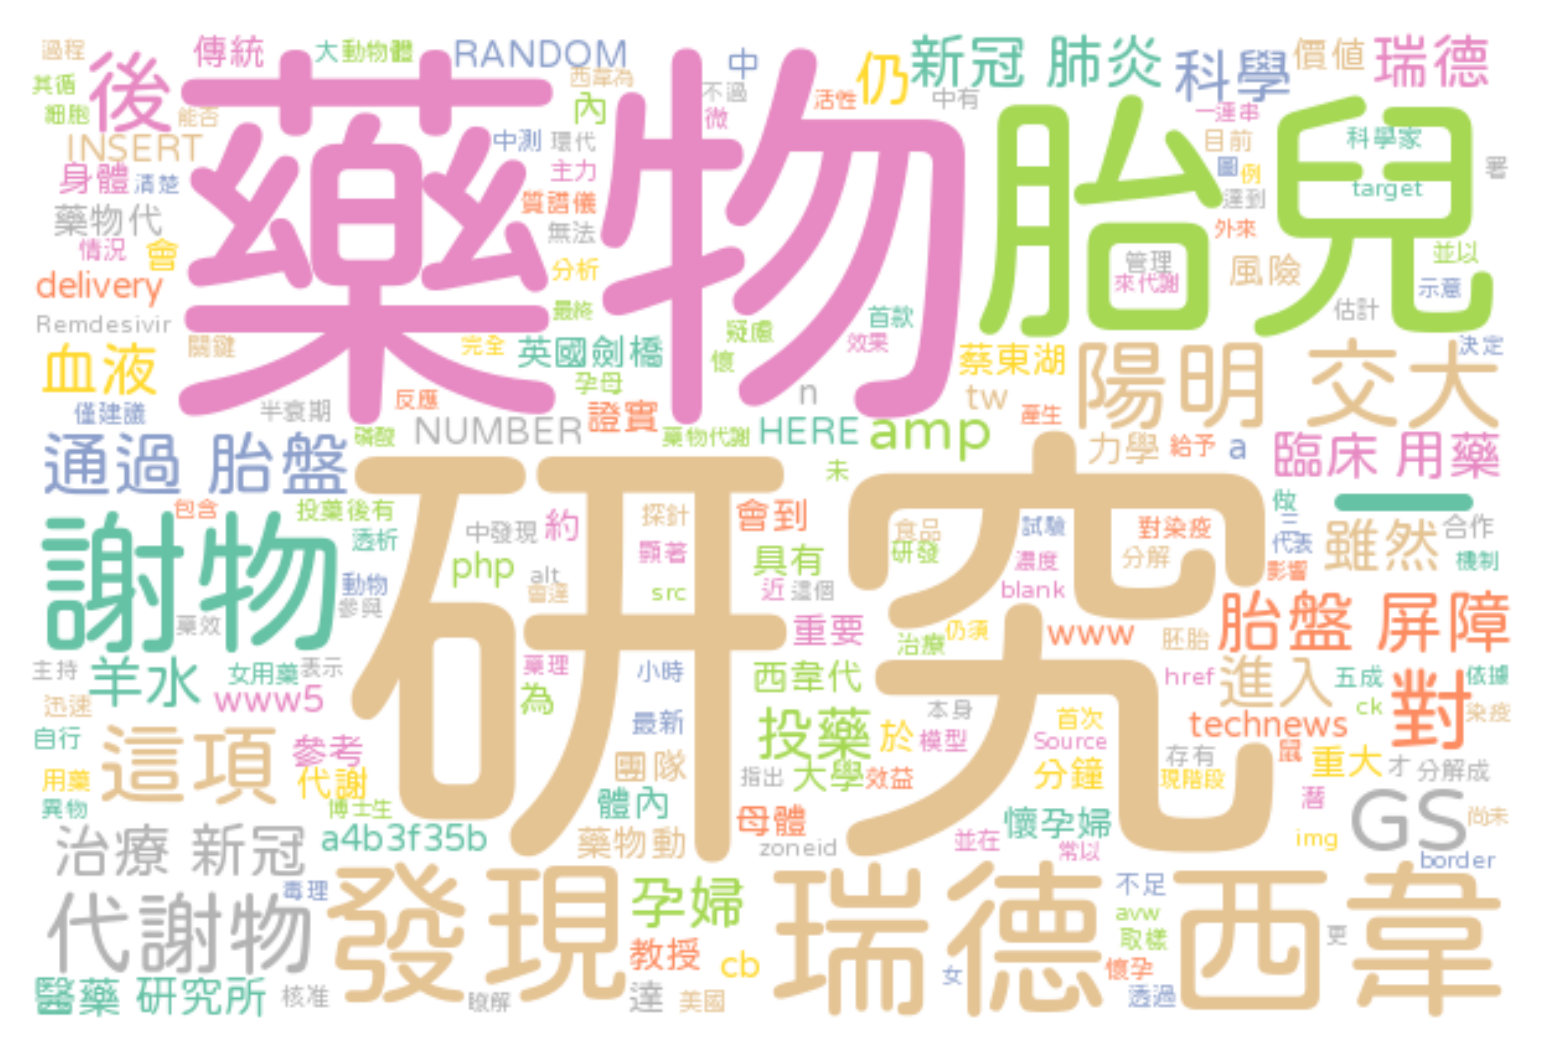 過程
傳統
大動物體
RANDOM
中
仍
新冠 肺炎
科學
價值
瑞德
其循
後
藥物
西韋為
內
不過
微
活性
中有
一連串
細胞
能否
胎兒
INSERT
中測
環代
目前
科學家
身體
清楚
主力
圖
例
署
target
藥物代
質譜儀
達到
情況
會
無法
外來
並以
delivery
分析
管理
來代謝
風險
示意
Remdesivir
最終
首款
估計
關鍵
完全
英國劍橋
疑慮
效果
血液
懷
蔡東湖
陽明 交大
決定
孕母
僅建議
半衰期
反應
證實
n
tw
產生
磷酸
NUMBER
藥物代謝
HERE
amp
力學
給予
a
臨床 用藥
通過 胎盤
研究
未
包含
投藥後有
探針
會到
食品
試驗
對染疫
做
一
謝物
透析
中發現
約
顯著
具有
研發
濃度
分解
三
代表
雖然
合作
機制
php
alt
會達
src
近
這個
blank
影響
動物
參與
藥效
重要
治療
仍須
www
胚胎
胎盤 屏障
主持
羊水
女用藥
表示
藥理
小時
西韋代
href
進入
五成
依據
迅速
www5
為
本身
首次
technews
ck
對
染疫
自行
這項
參考
最新
投藥
於
模型
Source
存有
鼠
用藥
代謝
團隊
指出
大學
效益
分鐘
現階段
重大
才
分解成
異物
博士生
體內
母體
懷孕婦
潛
GS
尚未
治療 新冠
a4b3f35b
藥物動
zoneid
並在
常以
img
border
代謝物
毒理
發現
孕婦
瑞德西韋
不足
avw
取樣
更
教授
cb
女
懷孕
醫藥 研究所
核准
瞭解
達
美國
透過